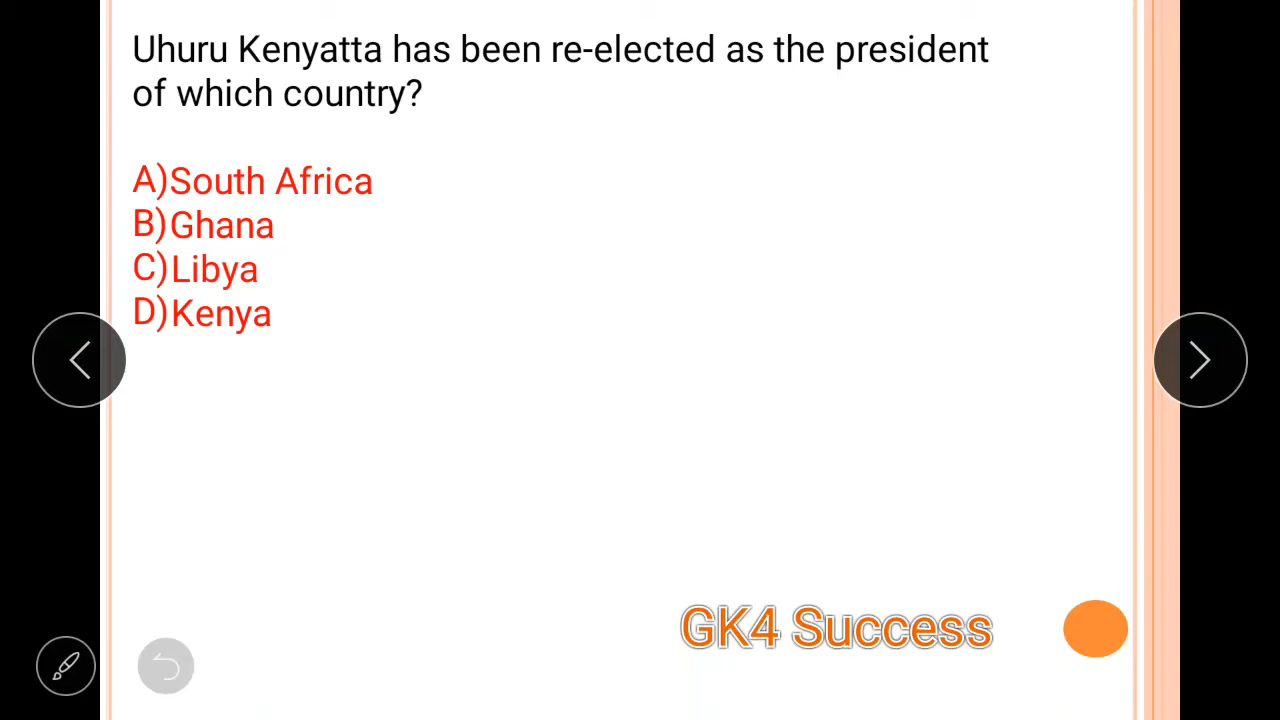 Uhuru Kenyatta has been re-elected as the president
of which country?
A)South Africa
B)Ghana
C)Libya
D)Kenya
GK4 Success